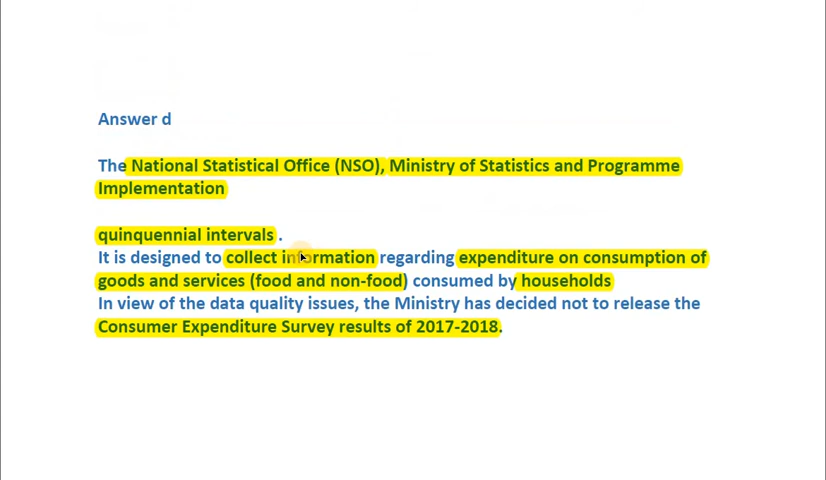 Answer d
The National Statistical Office (NSO), Ministry of Statistics and Programme
Implementation
quinquennial intervals .
It is designed to collect information regarding expenditure on consumption of
goods and services (food and non-food) consumed by households
In view of the data quality issues, the Ministry has decided not to release the
Consumer Expenditure Survey results of 2017-2018.